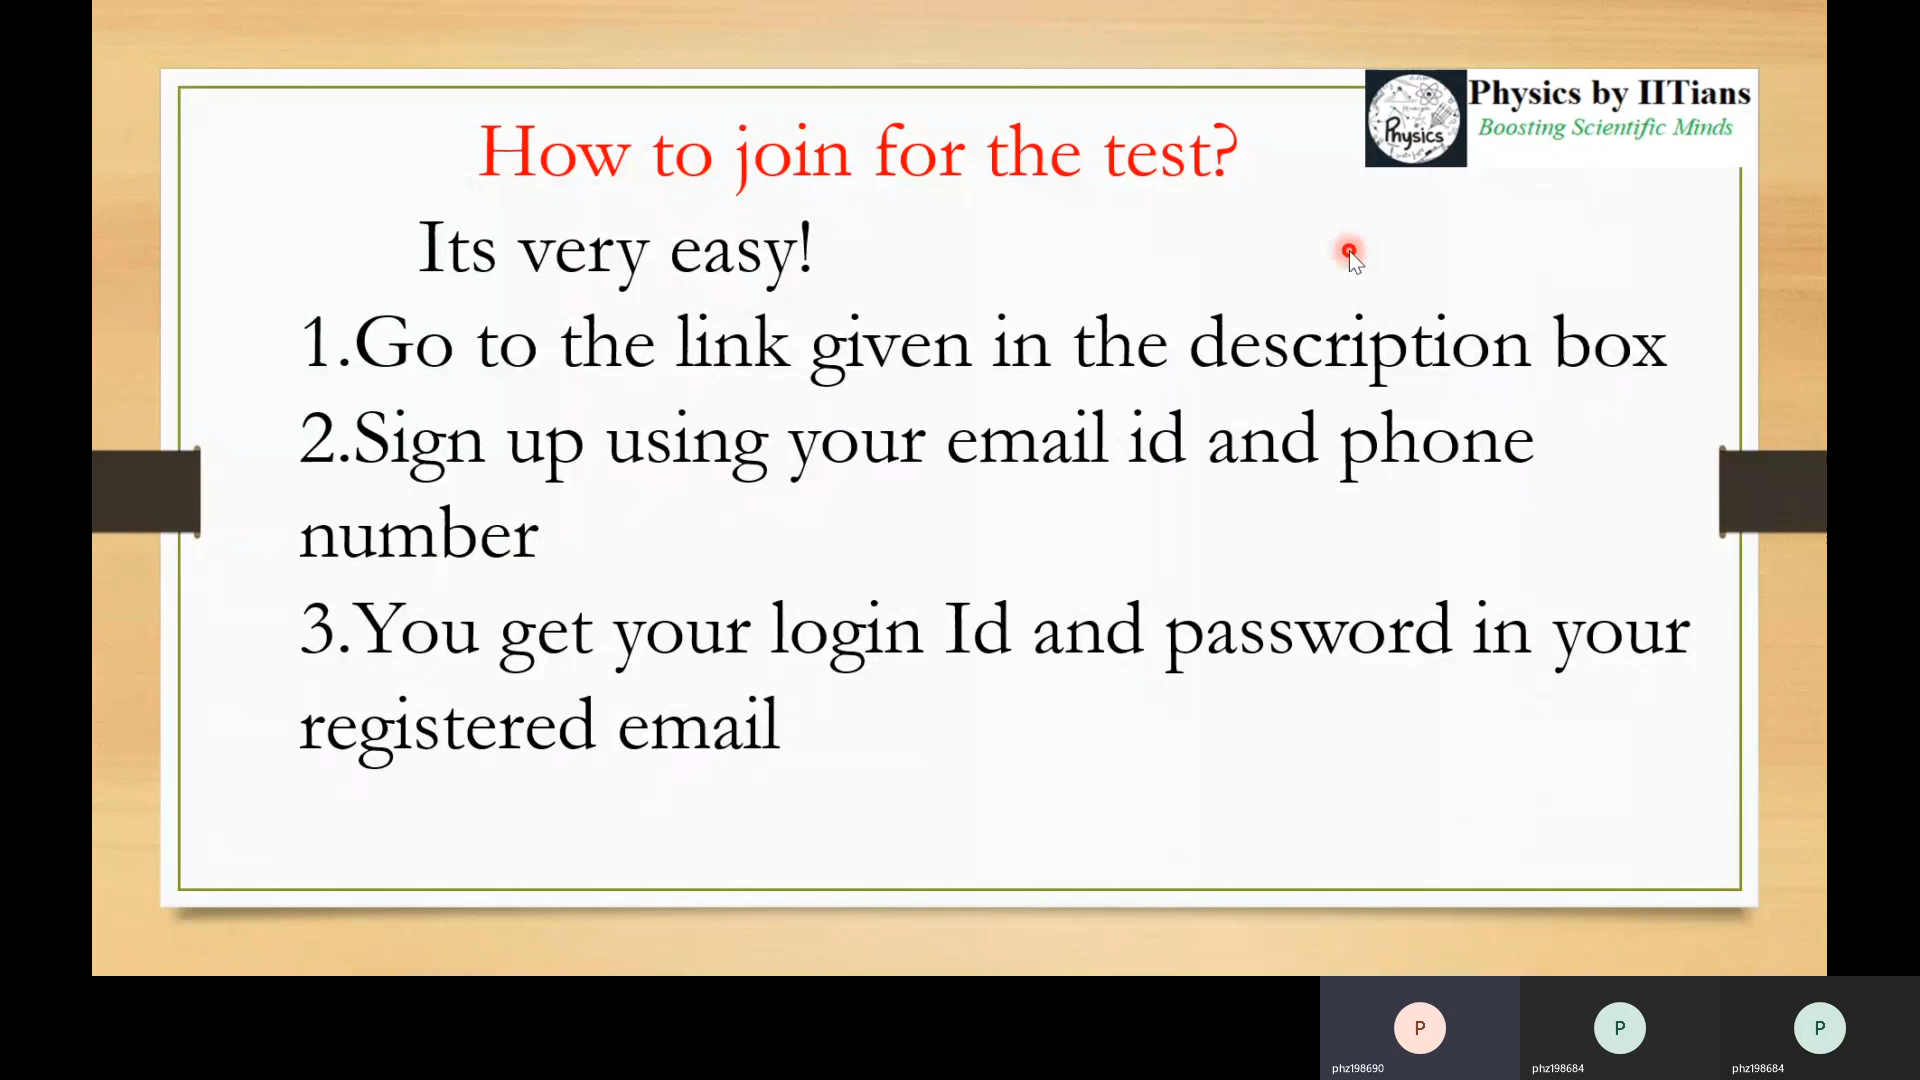 Physics
Physics by IITians
Boosting Scientific Minds
How to join for the test?
Its very easy!
1.Go to the link given in the description box
2.Sign up using your email id and phone
number
3.You get your login Id and password in your
registered email
P
phz198690
P
phz198684
P
phz198684